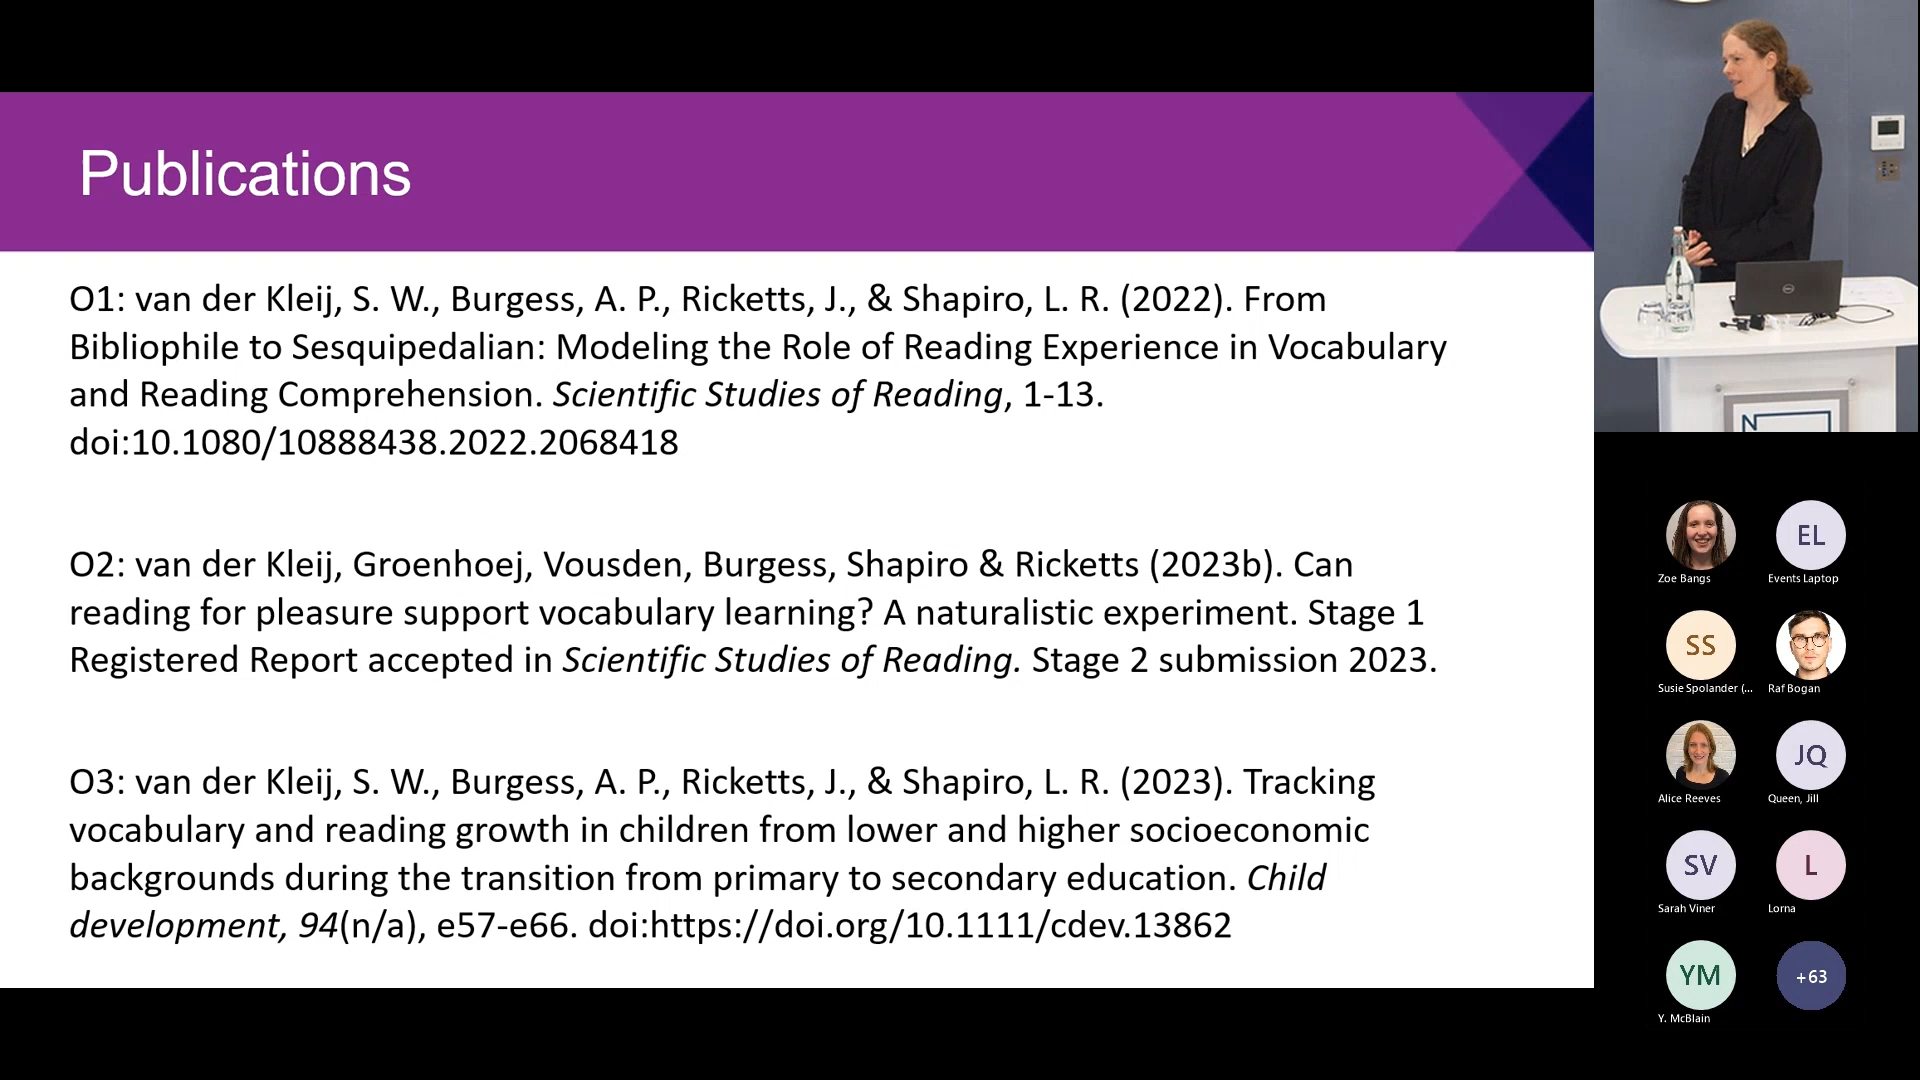 Publications
O1: van der Kleij, S. W., Burgess, A. P., Ricketts, J., & Shapiro, L. R. (2022). From
Bibliophile to Sesquipedalian: Modeling the Role of Reading Experience in Vocabulary
and Reading Comprehension. Scientific Studies of Reading, 1-13.
doi:10.1080/10888438.2022.2068418
O2: van der Kleij, Groenhoej, Vousden, Burgess, Shapiro & Ricketts (2023b). Can
reading for pleasure support vocabulary learning? A naturalistic experiment. Stage 1
Registered Report accepted in Scientific Studies of Reading. Stage 2 submission 2023.
O3: van der Kleij, S. W., Burgess, A. P., Ricketts, J., & Shapiro, L. R. (2023). Tracking
vocabulary and reading growth in children from lower and higher socioeconomic
backgrounds during the transition from primary to secondary education. Child
development, 94(n/a), e57-e66. doi:https://doi.org/10.1111/cdev.13862
DELL
N
EL
Zoe Bangs
Events Laptop
SS
Susie Spolander (...
Raf Bogan
JQ
Alice Reeves
Queen, Jill
SV
L
Sarah Viner
Lorna
YM
+63
Y. McBlain